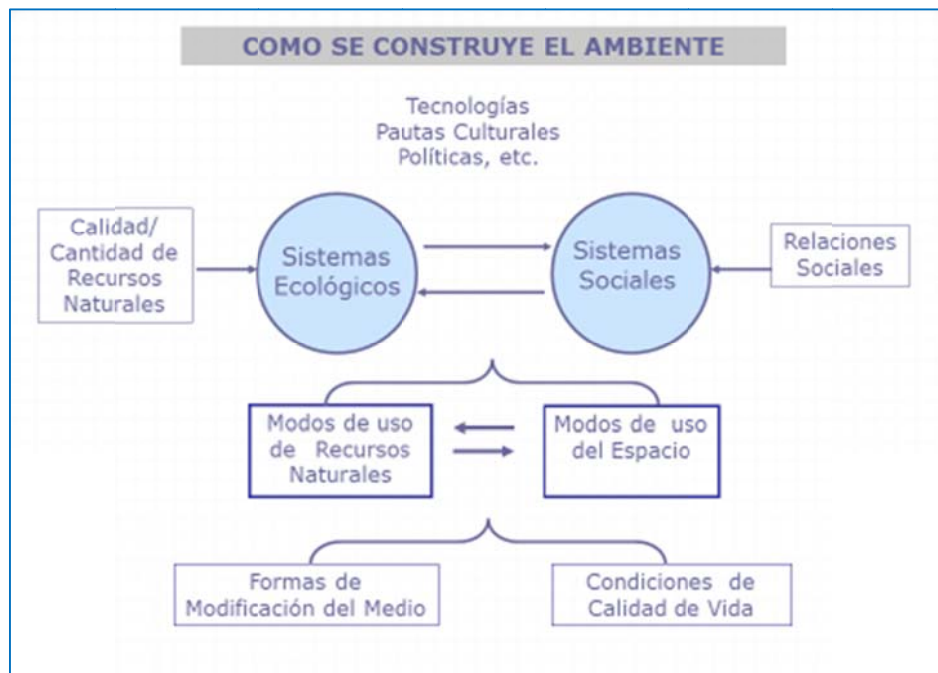 COMO SE CONSTRUYE EL AMBIENTE
Tecnologías
Pautas Culturales
Políticas, etc.
Calidad/
Cantidad de
Recursos
Naturales
Sistemas
Ecológicos
Sistemas
Sociales
Relaciones
Sociales
Modos de uso
de Recursos
Naturales
Modos de uso
del Espacio
Formas de
Modificación del Medio
Condiciones de
Calidad de Vida